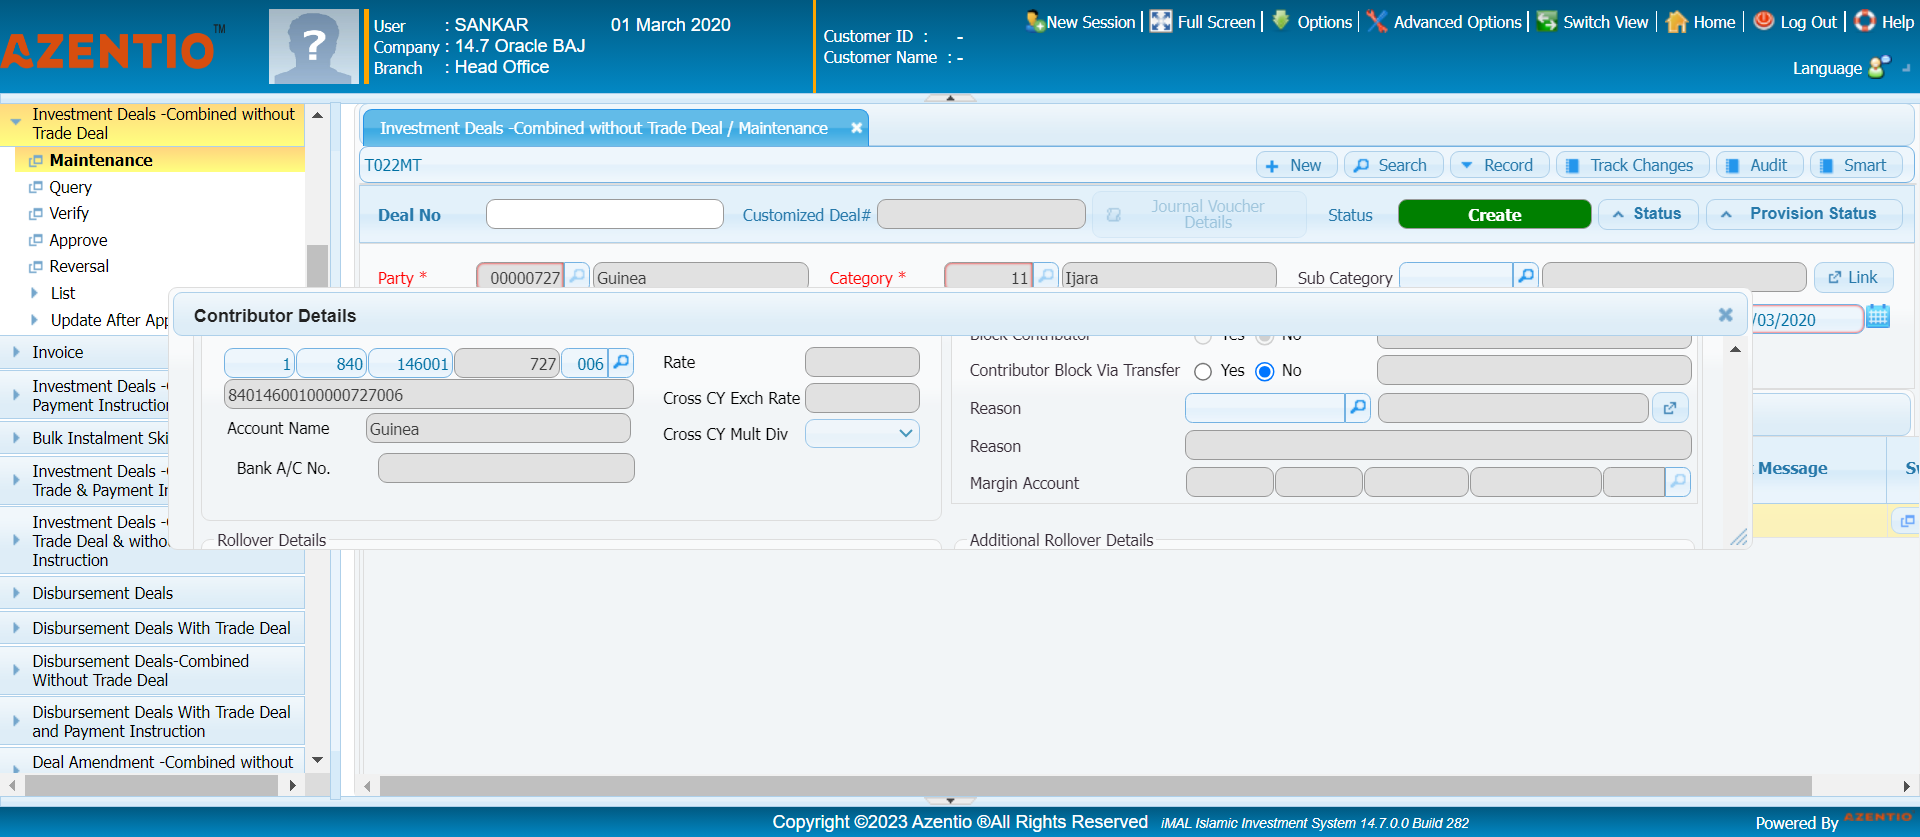 AZENTIO TM
User : SANKAR 01 March 2020
Company : 14.7 Oracle BAJ
Branch : Head Office
Customer ID : -
Customer Name : -
New Session Full Screen Options Advanced Options Switch View Home Log Out Help
Language
Investment Deals -Combined without
Trade Deal
Maintenance
Query
Verify
Approve
Reversal
List
Update After App
Invoice
Investment Deals -
Payment Instruction
Bulk Instalment Ski
Investment Deals -
Trade & Payment I
Investment Deals -
Trade Deal & witho
Instruction
Disbursement Deals
Disbursement Deals With Trade Deal
Disbursement Deals-Combined
Without Trade Deal
Disbursement Deals With Trade Deal
and Payment Instruction
Deal Amendment -Combined without
Investment Deals -Combined without Trade Deal / Maintenance
T022MT
New Search Record Track Changes Audit Smart
Deal No Customized Deal# Journal Voucher
Details
Status Create Status Provision Status
Party * 00000727 Guinea Category * 11 Ijara Sub Category Link
/03/2020
Message
Contributor Details
1 840 146001 727 006
84014600100000727006
Account Name Guinea
Bank A/C No.
Rate
Cross CY Exch Rate
Cross CY Mult Div
Block Contributor Yes No
Contributor Block Via Transfer Yes No
Reason
Reason
Margin Account
Rollover Details
Additional Rollover Details
Copyright ©2023 Azentio ®All Rights Reserved iMAL Islamic Investment System 14.7.0.0 Build 282
Powered By AZENTIO